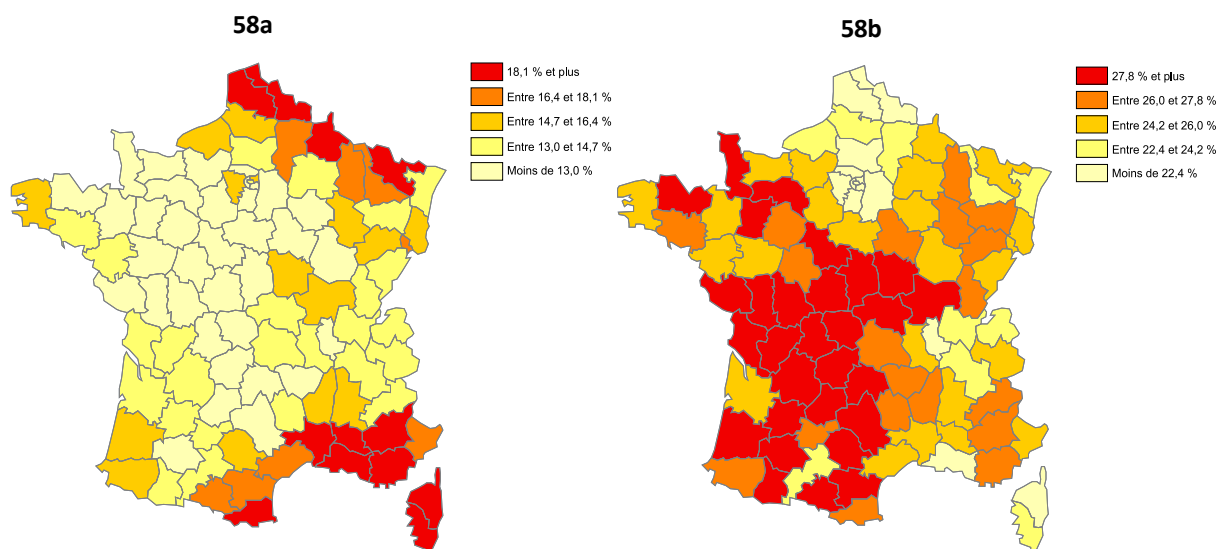 58a
18,1 % et plus
Entre 16,4 et 18,1 %
Entre 14,7 et 16,4 %
Entre 13,0 et 14,7 %
Moins de 13,0 %
58b
27,8 % et plus
Entre 26,0 et 27,8 %
Entre 24,2 et 26,0 %
Entre 22,4 et 24,2 %
Moins de 22,4 %